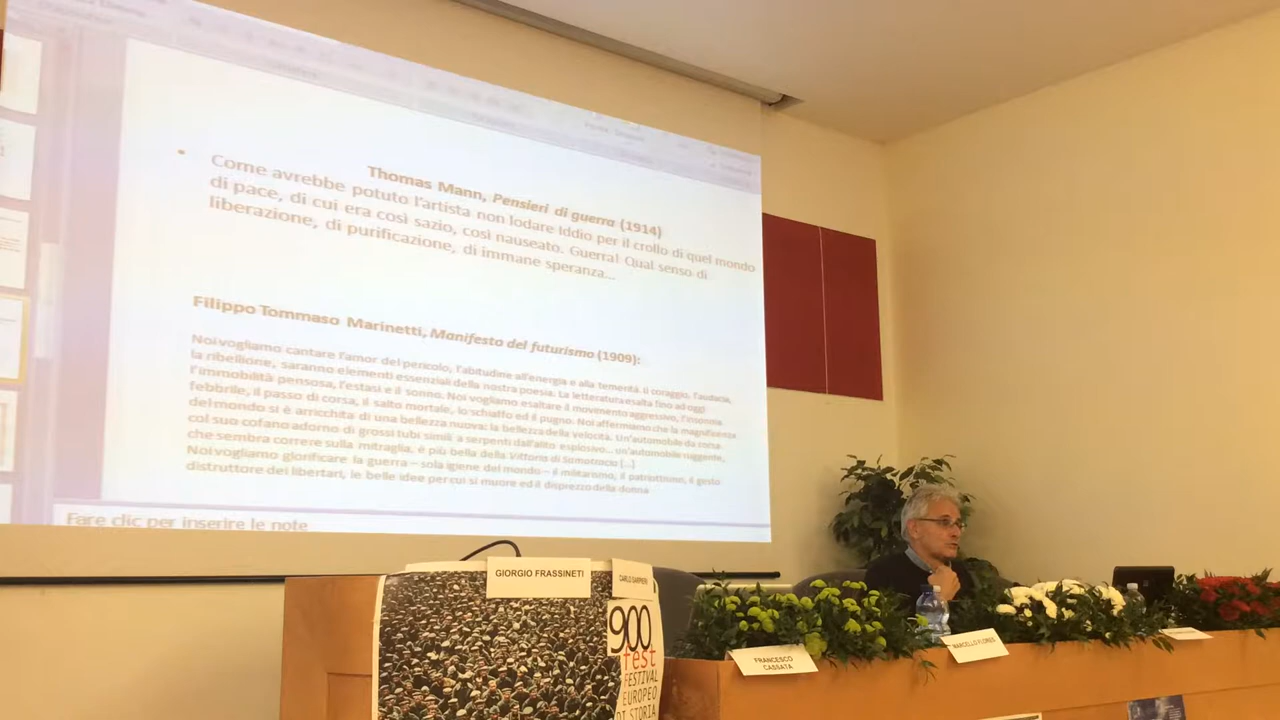 Thomas Mann, Pensieri di guerra (1914)
• Come avrebbe potuto l'artista non lodare Iddio per il crollo di quel mondo
di pace, di cui era così sazio, così nauseato. Guerra! Qual senso di
liberazione, di purificazione, di immane speranza...
Filippo Tommaso Marinetti, Manifesto del futurismo (1909):
Noi vogliamo cantare l'amor del pericolo, l'abitudine all'energia e alla temerità. Il coraggio, l'audacia,
la ribellione, saranno elementi essenziali della nostra poesia. La letteratura esaltа fino ad oggi
l'immobilità pensosa, l'estasi e il sonno. Noi vogliamo esaltare il movimento aggressivo, l'insonnia
febbrile, il passo di corsa, il salto mortale, lo schiaffo ed il pugno. Noi affermiamo che la magnificenza
del mondo si è arricchita di una bellezza nuova: la bellezza della velocità. Un'automobile da corsa
col suo cofano adorno di grossi tubi simili a serpenti dall'alito esplosivo... un'automobile ruggente,
che sembra correre sulla mitraglia, è più bella della Vittoria di Samotracia [...]
Noi vogliamo glorificare la guerra – sola igiene del mondo – il militarismo, il patriottismo, il gesto
distruttore dei libertari, le belle idee per cui si muore ed il disprezzo della donna
Fare clic per inserire le note
GIORGIO FRASSINETI
900
fest
FESTIVAL
EUROPEO
DI STORIA
FRANCESCO
CASSATA
MARCELLO FLORES